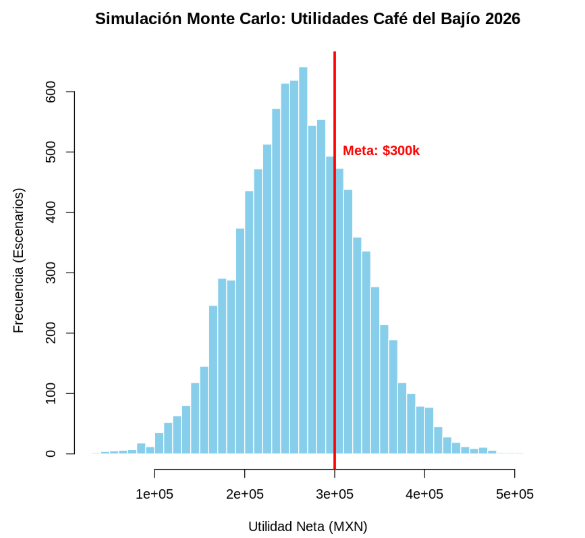 Simulación Monte Carlo: Utilidades Café del Bajío 2026
Frecuencia (Escenarios)
600
500
400
300
200
100
0
Meta: $300k
1e+05 2e+05 3e+05 4e+05 5e+05
Utilidad Neta (MXN)